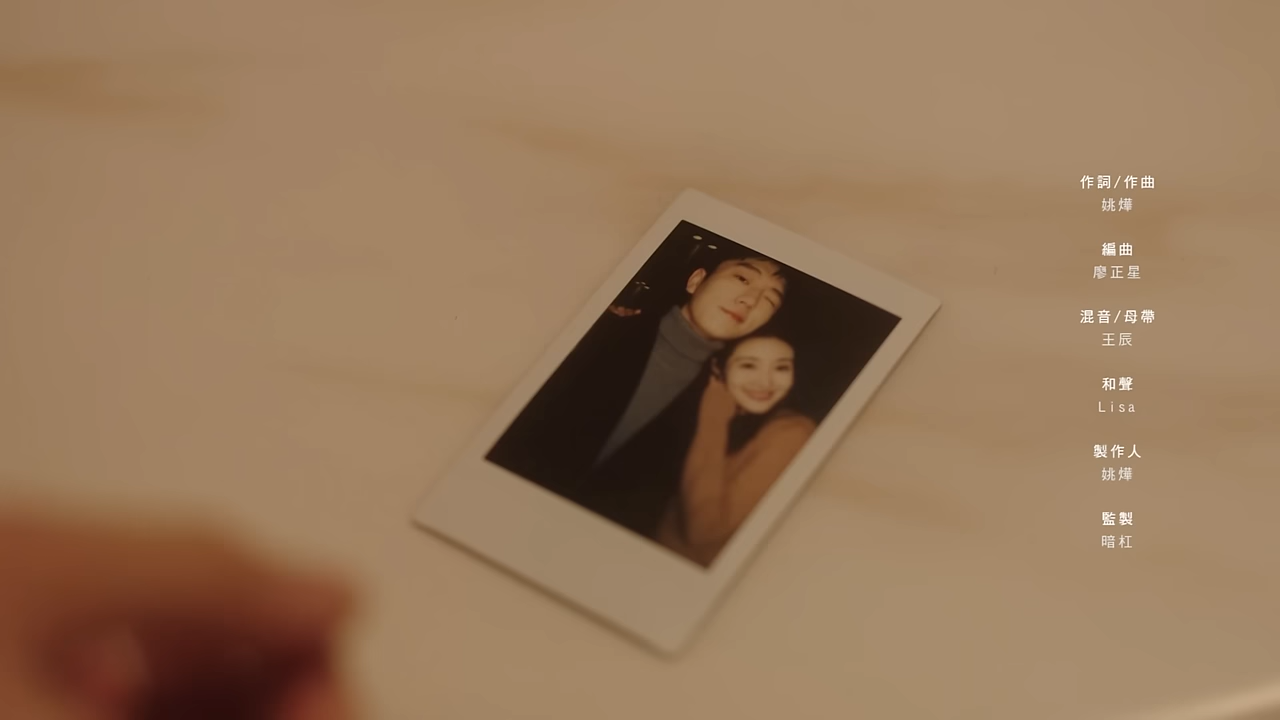 作詞/作曲
姚燁
編曲
廖正星
混音/母帶
王辰
和聲
Lisa
製作人
姚燁
監製
暗杠